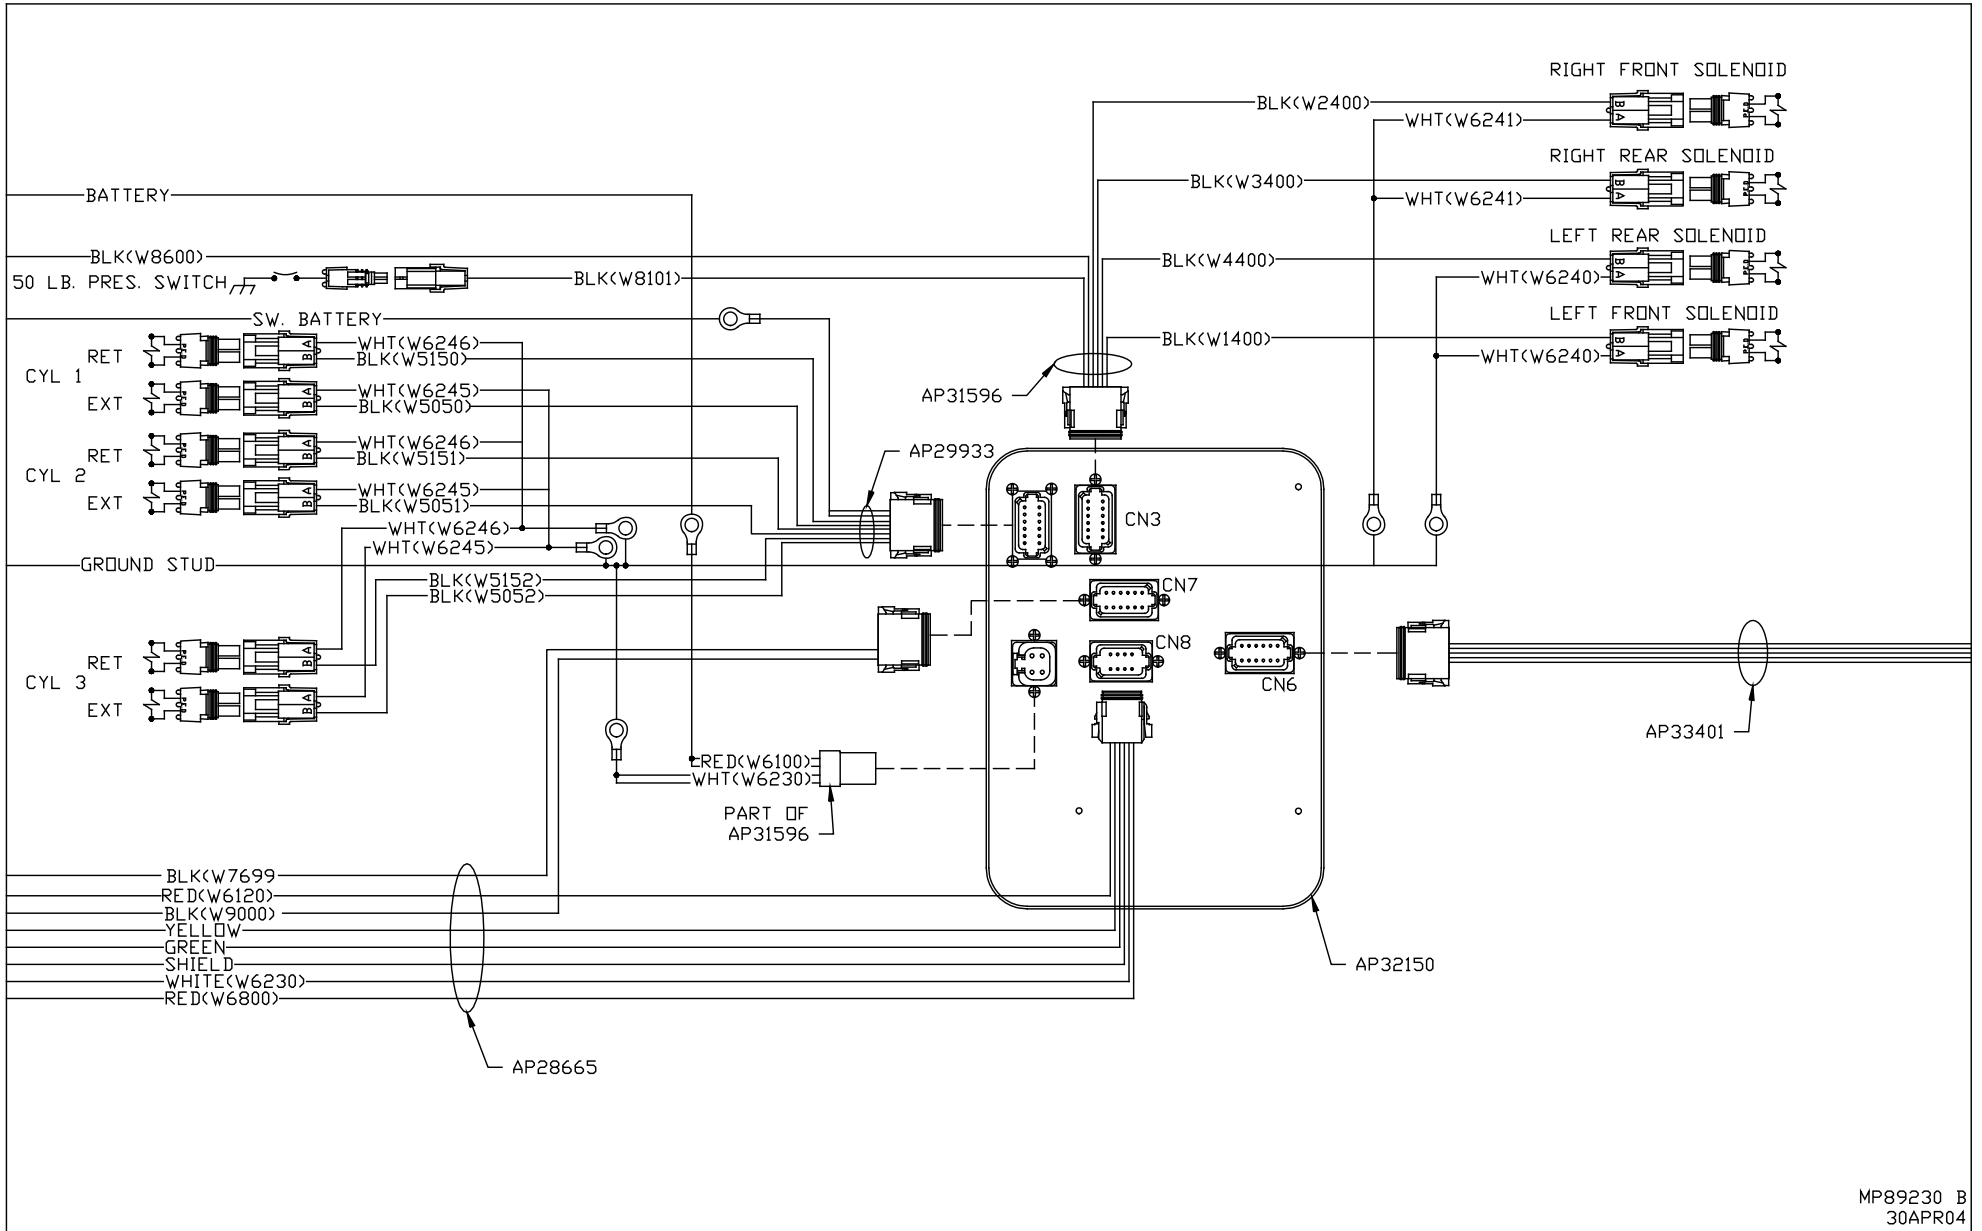 RIGHT FRONT SOLENOID
BLK(W2400)
WHT(W6241)
B
A
RIGHT REAR SOLENOID
BLK(W3400)
WHT(W6241)
B
A
LEFT REAR SOLENOID
BLK(W4400)
WHT(W6240)
B
A
LEFT FRONT SOLENOID
BLK(W1400)
WHT(W6240)
B
A
BATTERY
BLK(W8600)
50 LB. PRES. SWITCH
BLK(W8101)
SW. BATTERY
CYL 1
RET
A
B
WHT(W6246)
BLK(W5150)
EXT
A
B
WHT(W6245)
BLK(W5050)
CYL 2
RET
A
B
WHT(W6246)
BLK(W5151)
EXT
A
B
WHT(W6245)
BLK(W5051)
WHT(W6246)
WHT(W6245)
GROUND STUD
BLK(W5152)
BLK(W5052)
CYL 3
RET
A
B
EXT
A
B
AP31596
AP29933
CN3
CN7
CN8
CN6
AP33401
RED(W6100)
WHT(W6230)
PART OF
AP31596
BLK(W7699
RED(W6120)
BLK(W9000)
YELLOW
GREEN
SHIELD
WHITE(W6230)
RED(W6800)
AP32150
AP28665
MP89230 B
30APR04